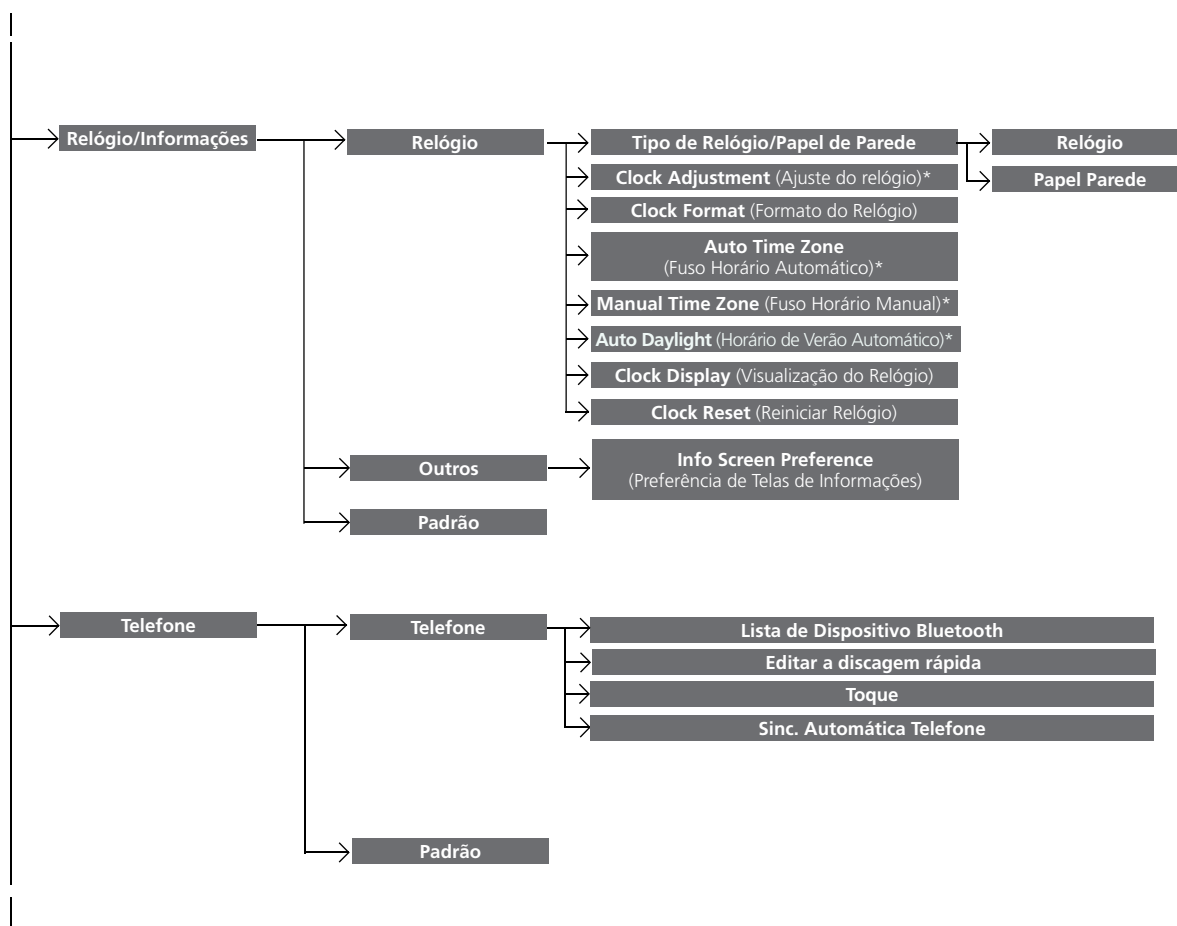 Relógio/Informações
Relógio
Tipo de Relógio/Papel de Parede
Relógio
Papel Parede
Clock Adjustment (Ajuste do relógio)*
Clock Format (Formato do Relógio)
Auto Time Zone
(Fuso Horário Automático)*
Manual Time Zone (Fuso Horário Manual)*
Auto Daylight (Horário de Verão Automático)*
Clock Display (Visualização do Relógio)
Clock Reset (Reiniciar Relógio)
Outros
Info Screen Preference
(Preferência de Telas de Informações)
Padrão
Telefone
Telefone
Lista de Dispositivo Bluetooth
Editar a discagem rápida
Toque
Sinc. Automática Telefone
Padrão